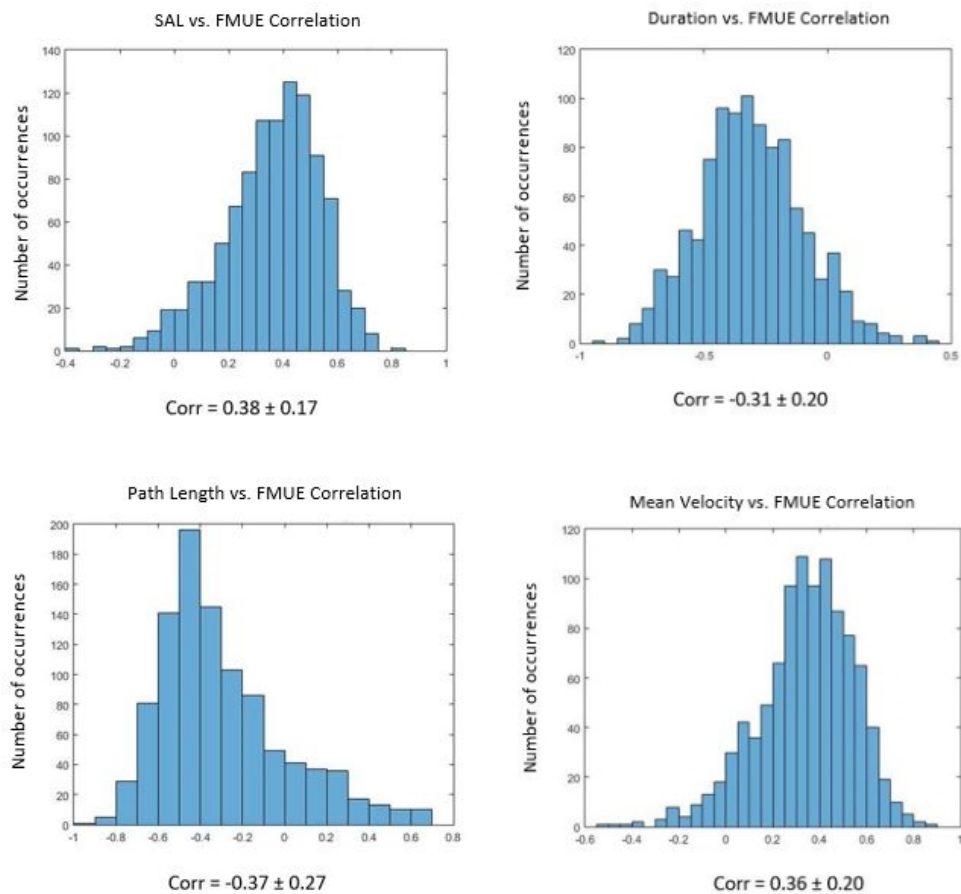 SAL vs. FMUE Correlation
Number of occurrences
140
120
100
80
60
40
20
0
-0.4 -0.2 0 0.2 0.4 0.6 0.8 1
Corr = 0.38 ± 0.17
Duration vs. FMUE Correlation
Number of occurrences
120
100
80
60
40
20
0
-1 -0.5 0 0.5
Corr = -0.31 ± 0.20
Path Length vs. FMUE Correlation
Number of occurrences
200
180
160
140
120
100
80
60
40
20
0
-1 -0.8 -0.6 -0.4 -0.2 0 0.2 0.4 0.6 0.8
Corr = -0.37 ± 0.27
Mean Velocity vs. FMUE Correlation
Number of occurrences
120
100
80
60
40
20
0
-0.6 -0.4 -0.2 0 0.2 0.4 0.6 0.8 1
Corr = 0.36 ± 0.20